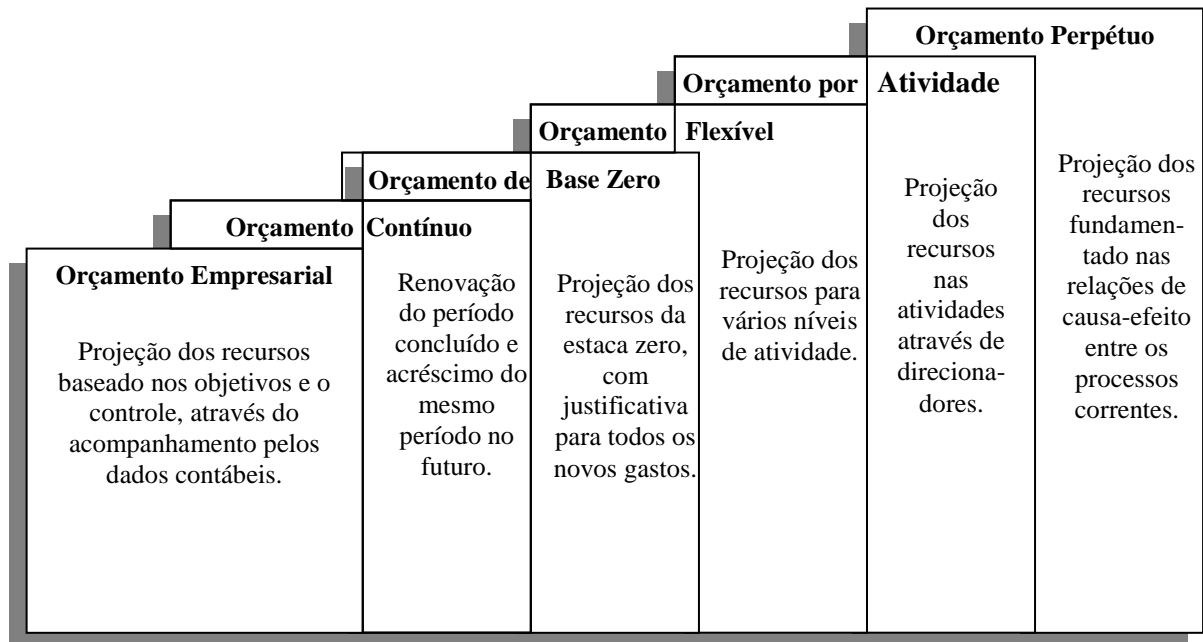 Orçamento Perpétuo
Orçamento por Atividade
Orçamento Flexível
Orçamento de Base Zero
Orçamento Contínuo
Orçamento Empresarial
Projeção dos recursos
baseado nos objetivos e o
controle, através do
acompanhamento pelos
dados contábeis.
Renovação
do período
concluído e
acréscimo do
mesmo
período no
futuro.
Projeção dos
recursos da
estaca zero,
com
justificativa
para todos os
novos gastos.
Projeção dos
recursos para
vários níveis
de atividade.
Projeção
dos
recursos
nas
atividades
através de
direciona-
dores.
Projeção dos
recursos
fundamen-
tado nas
relações de
causa-efeito
entre os
processos
correntes.